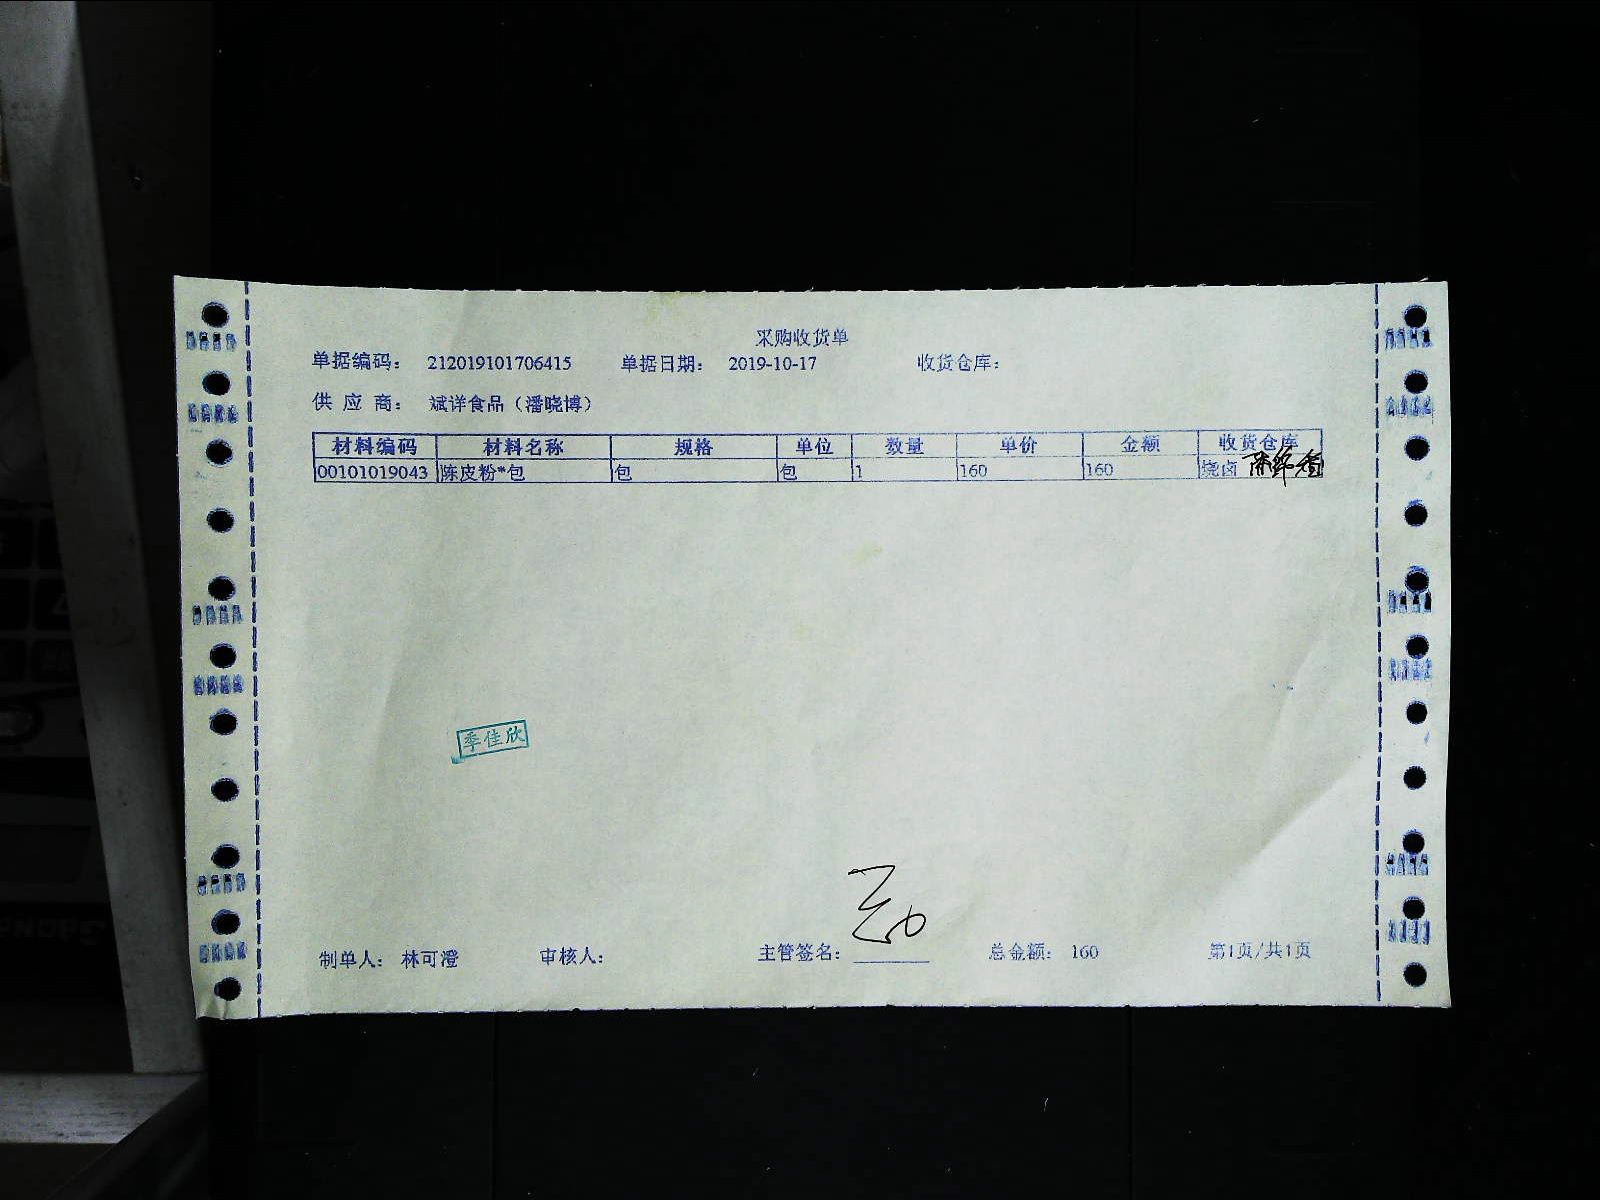 采购收货单
单据编码： 212019101706415 单据日期： 2019-10-17 收货仓库：
供 应 商： 斌详食品（潘晓博）
材料编码 材料名称 规格 单位 数量 单价 金额 收货仓库
00101019043 陈皮粉*包 包 包 1 160 160 烧卤
季佳欣
制单人： 林可澄 审核人： 主管签名： 总金额： 160 第1页/共1页